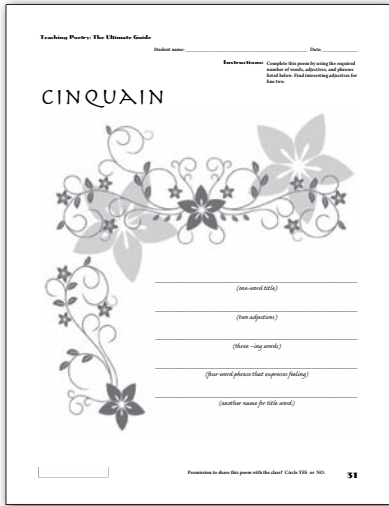 Teaching Poetry: The Ultimate Guide
Student name: Date:
Instructions: Complete this poem by using the required
number of words, adjectives, and phrases
listed below. Find interesting adjectives for
line two.
CINQUAIN
(one-word title)
(two adjectives)
(three –ing words)
(four-word phrase that expresses feeling)
(another name for title word)
Permission to share this poem with the class? Circle YES or NO.
31